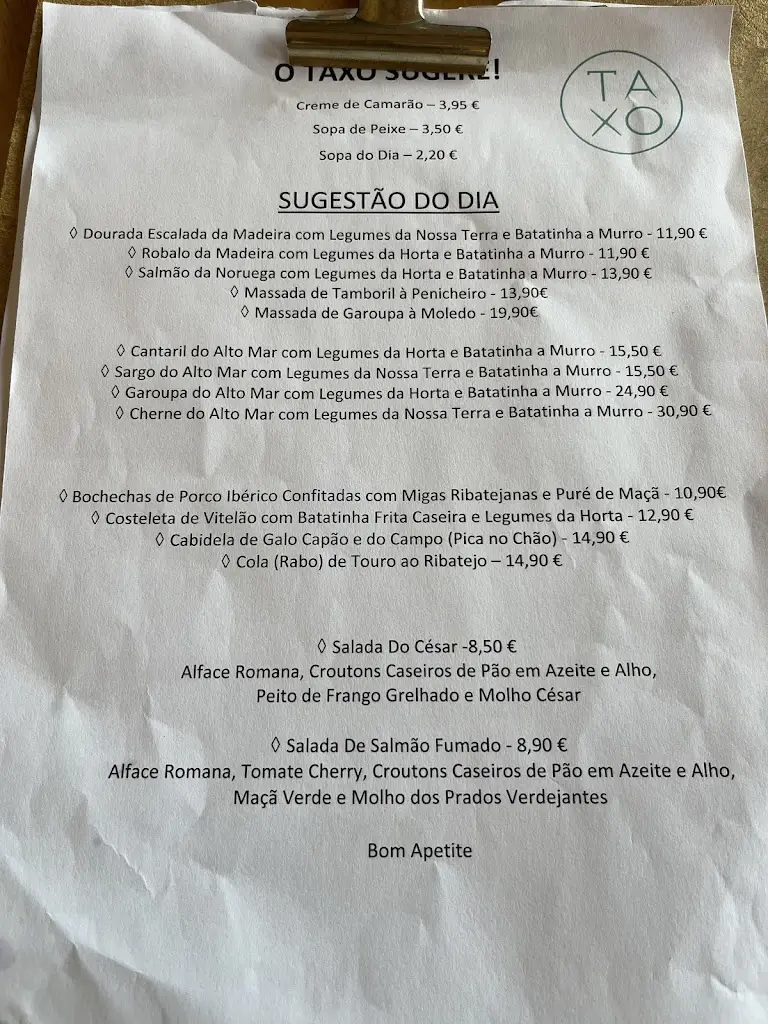 O TAXO SUGERE!
TA
XO
Creme de Camarão – 3,95 €
Sopa de Peixe – 3,50 €
Sopa do Dia – 2,20 €
SUGESTÃO DO DIA
◊ Dourada Escalada da Madeira com Legumes da Nossa Terra e Batatinha a Murro - 11,90 €
◊ Robalo da Madeira com Legumes da Horta e Batatinha a Murro - 11,90 €
◊ Salmão da Noruega com Legumes da Horta e Batatinha a Murro - 13,90 €
◊ Massada de Tamboril à Penicheiro - 13,90€
◊ Massada de Garoupa à Moledo - 19,90€
◊ Cantaril do Alto Mar com Legumes da Horta e Batatinha a Murro - 15,50 €
◊ Sargo do Alto Mar com Legumes da Nossa Terra e Batatinha a Murro - 15,50 €
◊ Garoupa do Alto Mar com Legumes da Horta e Batatinha a Murro - 24,90 €
◊ Cherne do Alto Mar com Legumes da Nossa Terra e Batatinha a Murro - 30,90 €
◊ Bochechas de Porco Ibérico Confitadas com Migas Ribatejanas e Puré de Maçã - 10,90€
◊ Costeleta de Vitelão com Batatinha Frita Caseira e Legumes da Horta - 12,90 €
◊ Cabidela de Galo Capão e do Campo (Pica no Chão) - 14,90 €
◊ Cola (Rabo) de Touro ao Ribatejo – 14,90 €
◊ Salada Do César -8,50 €
Alface Romana, Croutons Caseiros de Pão em Azeite e Alho,
Peito de Frango Grelhado e Molho César
◊ Salada De Salmão Fumado - 8,90 €
Alface Romana, Tomate Cherry, Croutons Caseiros de Pão em Azeite e Alho,
Maçã Verde e Molho dos Prados Verdejantes
Bom Apetite